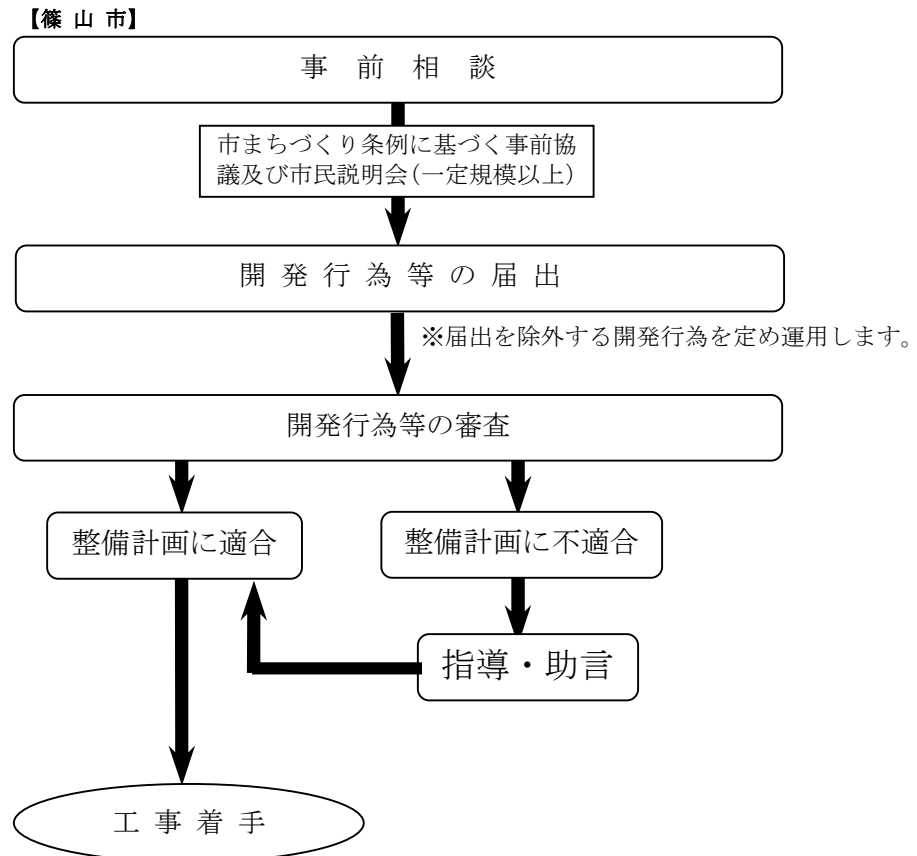 【篠 山 市】
事 前 相 談
市まちづくり条例に基づく事前協
議及び市民説明会(一定規模以上)
開 発 行 為 等 の 届 出
※届出を除外する開発行為を定め運用します。
開発行為等の審査
整備計画に適合
整備計画に不適合
指導・助言
工 事 着 手